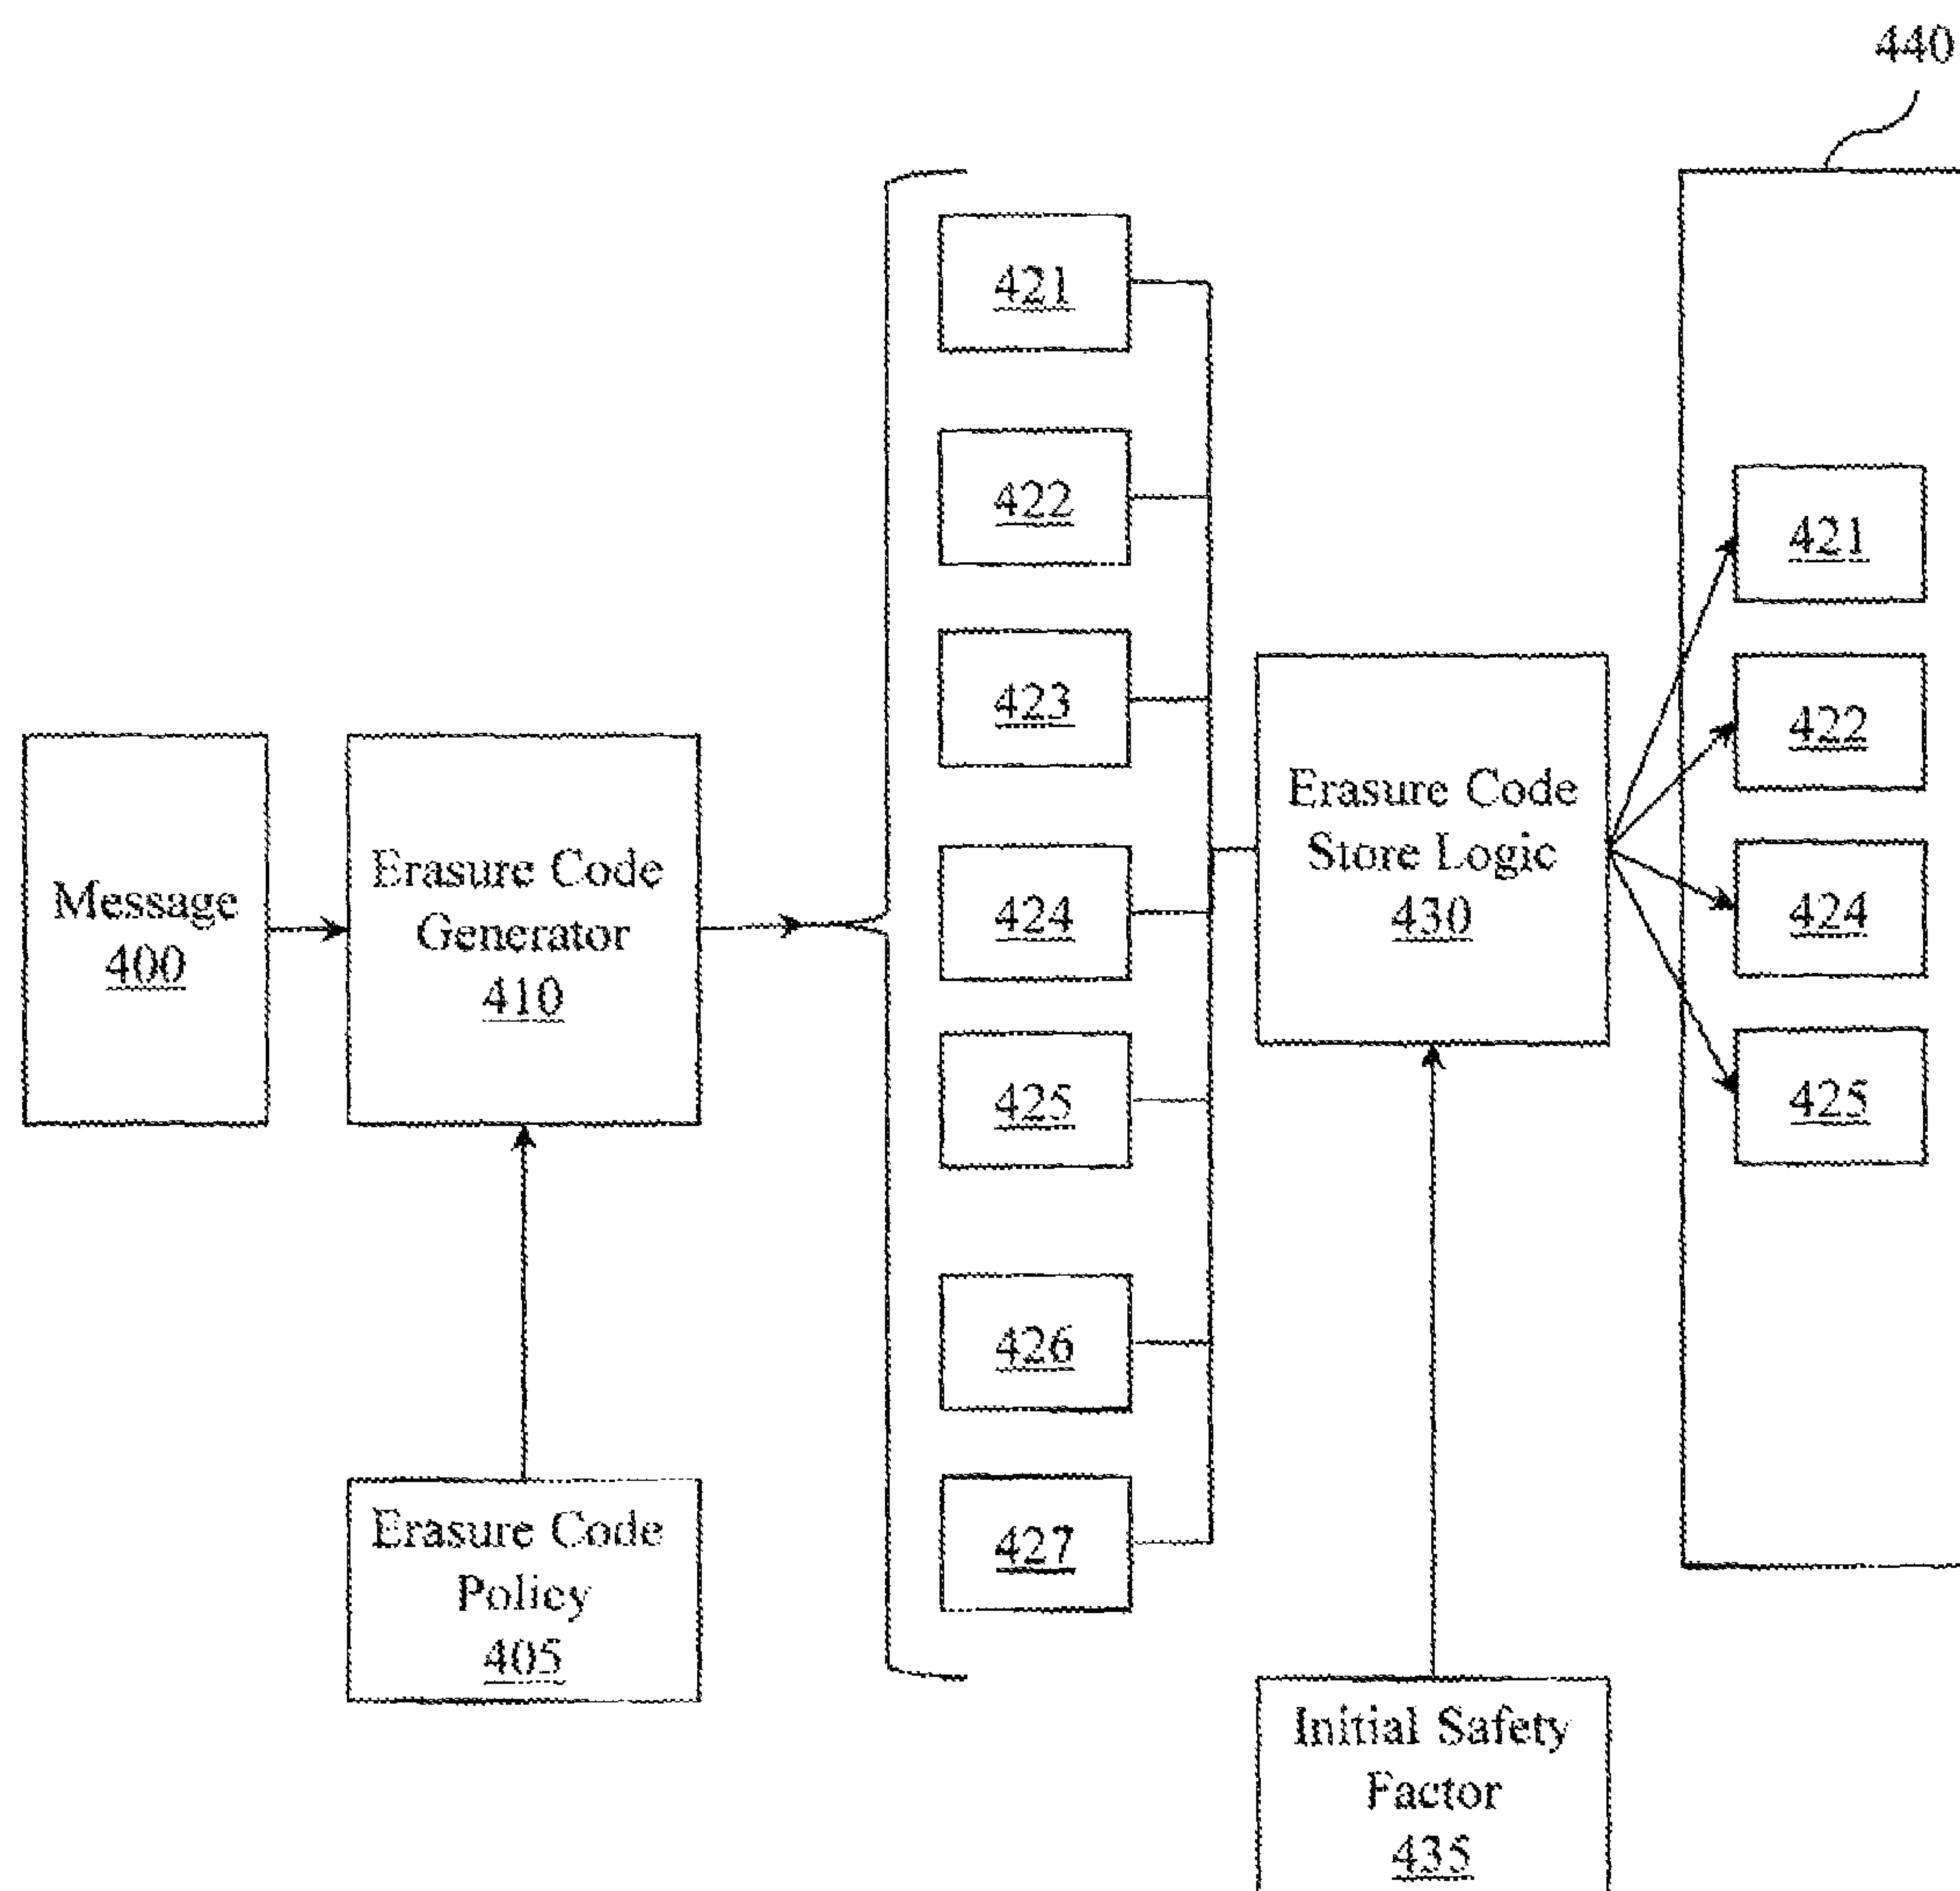 440
421
422
423
424
425
426
427
Message
400
Erasure Code
Generator
410
Erasure Code
Policy
405
Erasure Code
Store Logic
430
Initial Safety
Factor
435
421
422
424
425